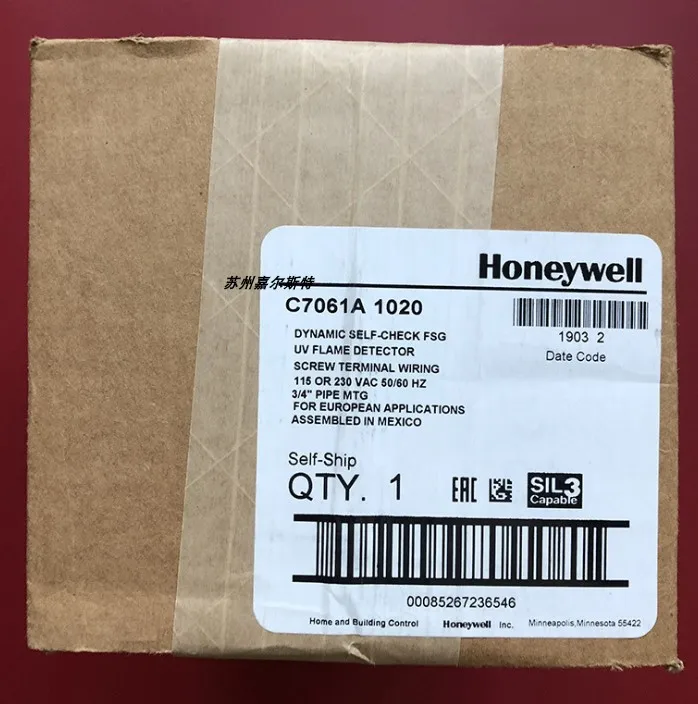 苏州嘉尔斯特
Honeywell
C7061A 1020
1903 2
Date Code
DYNAMIC SELF-CHECK FSG
UV FLAME DETECTOR
SCREW TERMINAL WIRING
115 OR 230 VAC 50/60 HZ
3/4" PIPE MTG
FOR EUROPEAN APPLICATIONS
ASSEMBLED IN MEXICO
Self-Ship
QTY. 1
EAC
SIL3
Capable
00085267236546
Home and Building Control Honeywell Inc. Minneapolis,Minnesota 55422